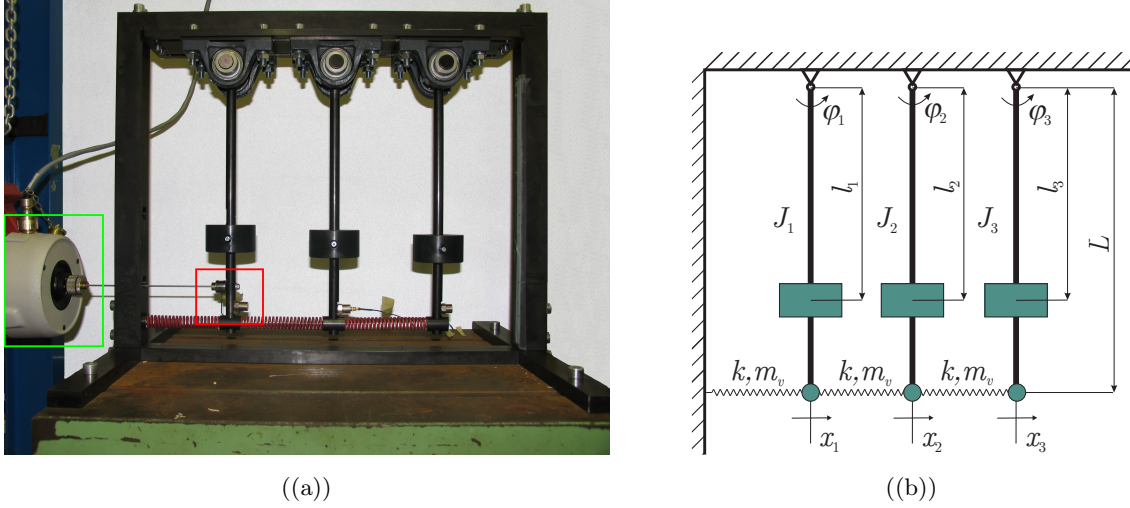 φ₁ φ₂ φ₃
l₁ l₂ l₃
J₁ J₂ J₃
L
k,mᵥ k,mᵥ k,mᵥ
x₁ x₂ x₃
((a)) ((b))